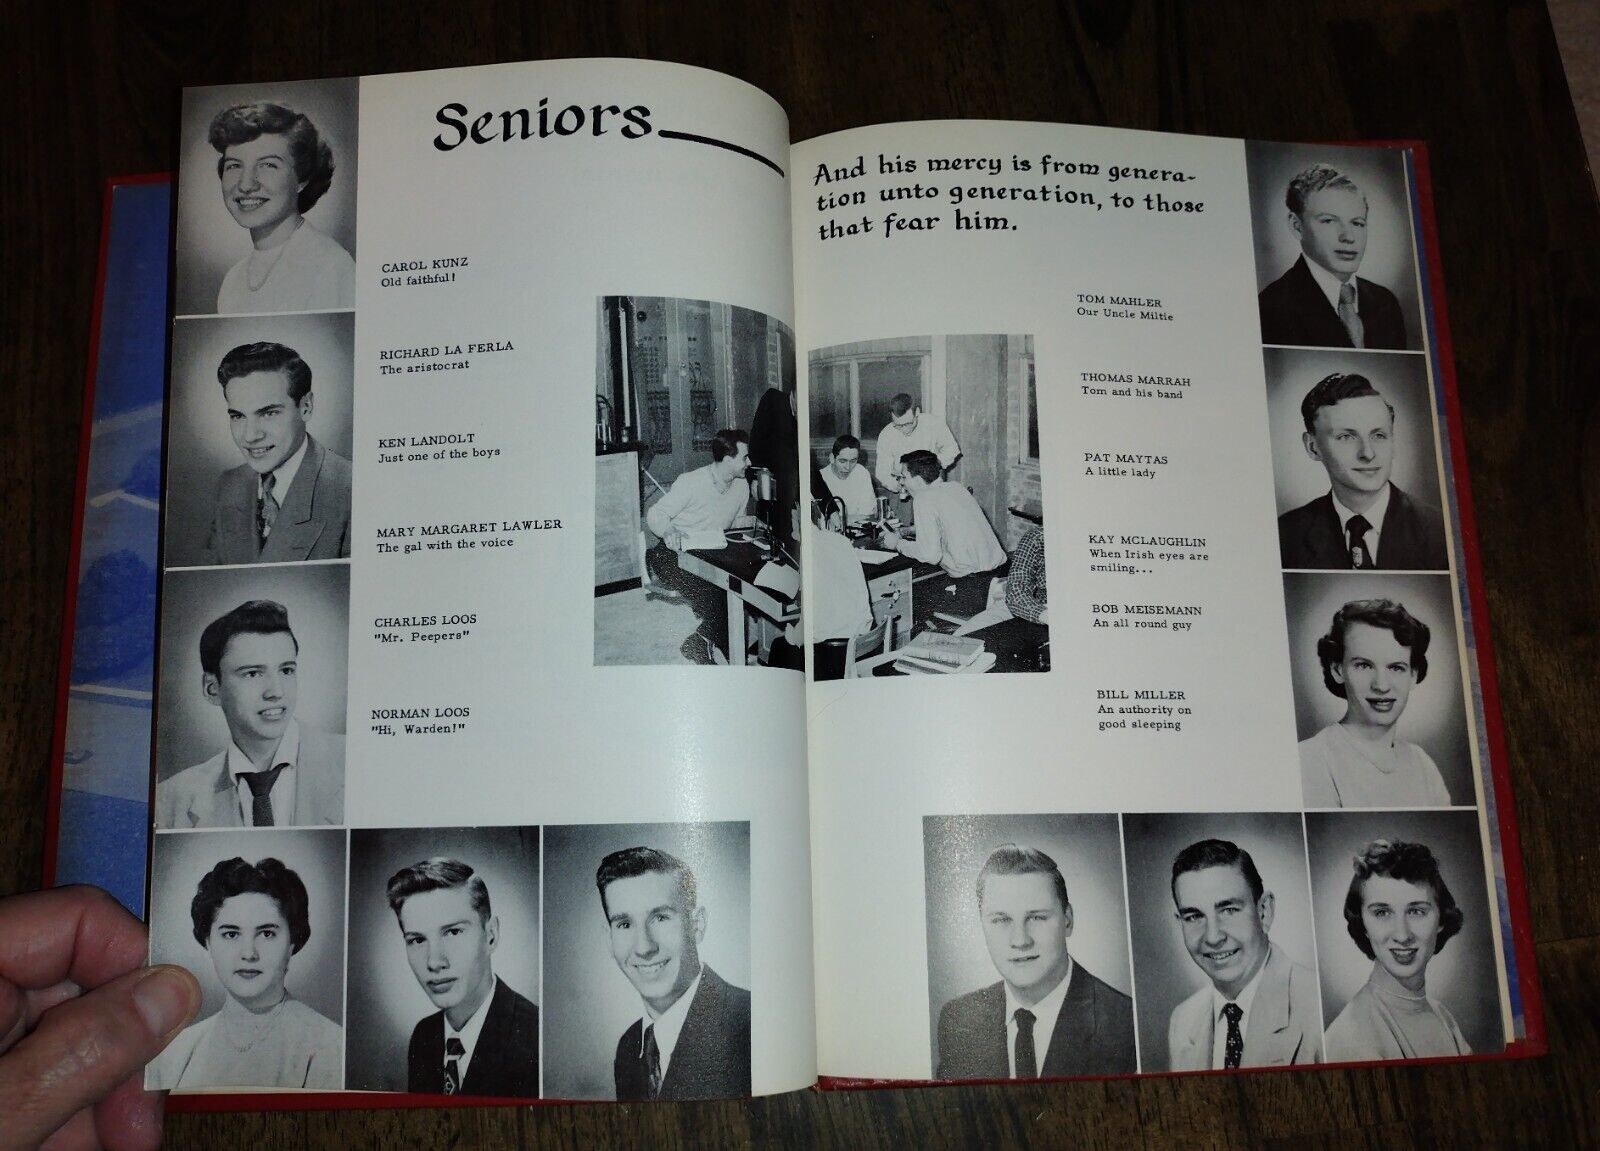 Seniors
CAROL KUNZ
Old faithful!
RICHARD LA FERLA
The aristocrat
KEN LANDOLT
Just one of the boys
MARY MARGARET LAWLER
The gal with the voice
CHARLES LOOS
"Mr. Peepers"
NORMAN LOOS
"Hi, Warden!"
And his mercy is from genera-
tion unto generation, to those
that fear him.
TOM MAHLER
Our Uncle Miltie
THOMAS MARRAH
Tom and his band
PAT MAYTAS
A little lady
KAY MCLAUGHLIN
When Irish eyes are
smiling...
BOB MEISEMANN
An all round guy
BILL MILLER
An authority on
good sleeping